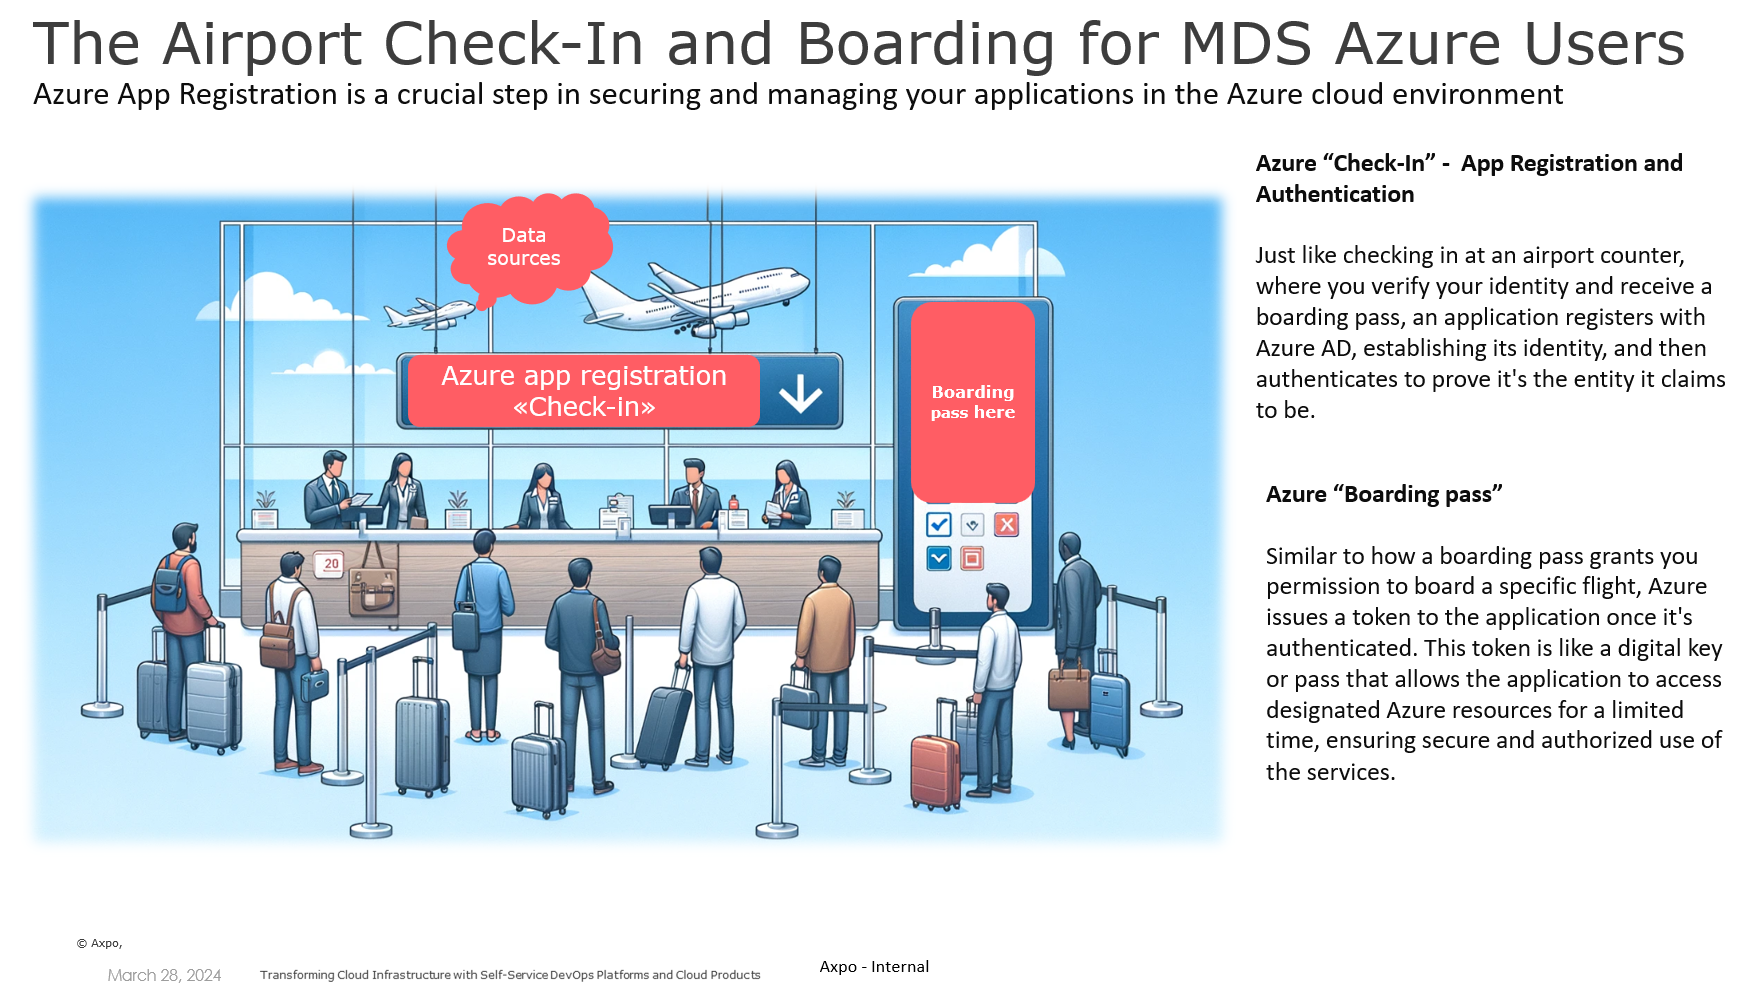 The Airport Check-In and Boarding for MDS Azure Users
Azure App Registration is a crucial step in securing and managing your applications in the Azure cloud environment
Data
sources
Azure app registration
«Check-in»
Boarding
pass here
20
Azure “Check-In” -  App Registration and
Authentication
Just like checking in at an airport counter,
where you verify your identity and receive a
boarding pass, an application registers with
Azure AD, establishing its identity, and then
authenticates to prove it's the entity it claims
to be.
Azure “Boarding pass”
Similar to how a boarding pass grants you
permission to board a specific flight, Azure
issues a token to the application once it's
authenticated. This token is like a digital key
or pass that allows the application to access
designated Azure resources for a limited
time, ensuring secure and authorized use of
the services.
© Axpo,
March 28, 2024
Transforming Cloud Infrastructure with Self-Service DevOps Platforms and Cloud Products
Axpo - Internal